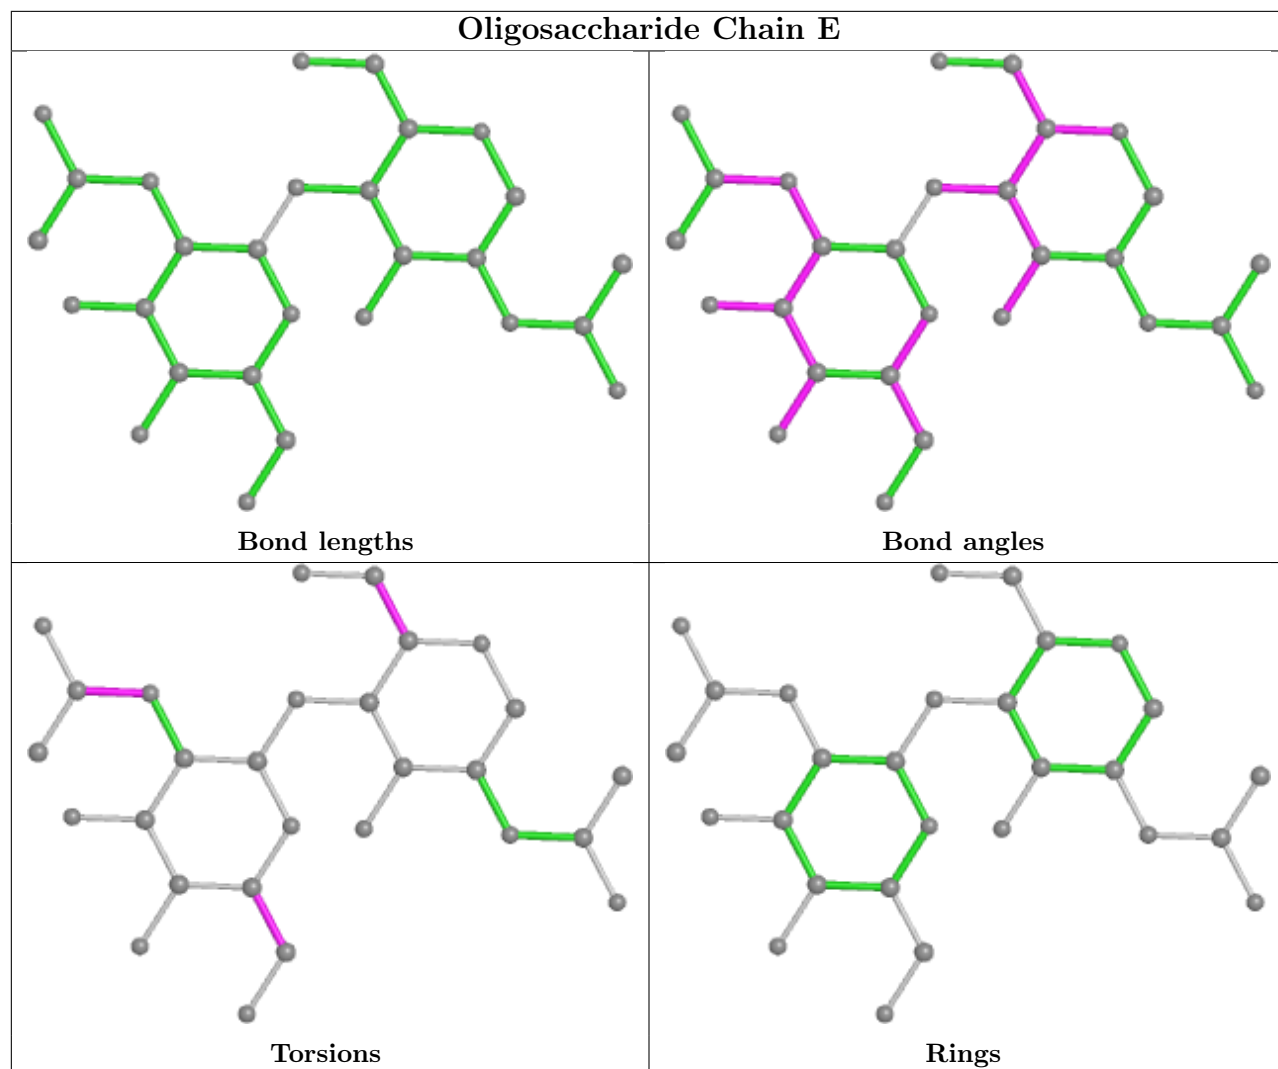 Oligosaccharide Chain E
Bond lengths
Bond angles
Torsions
Rings